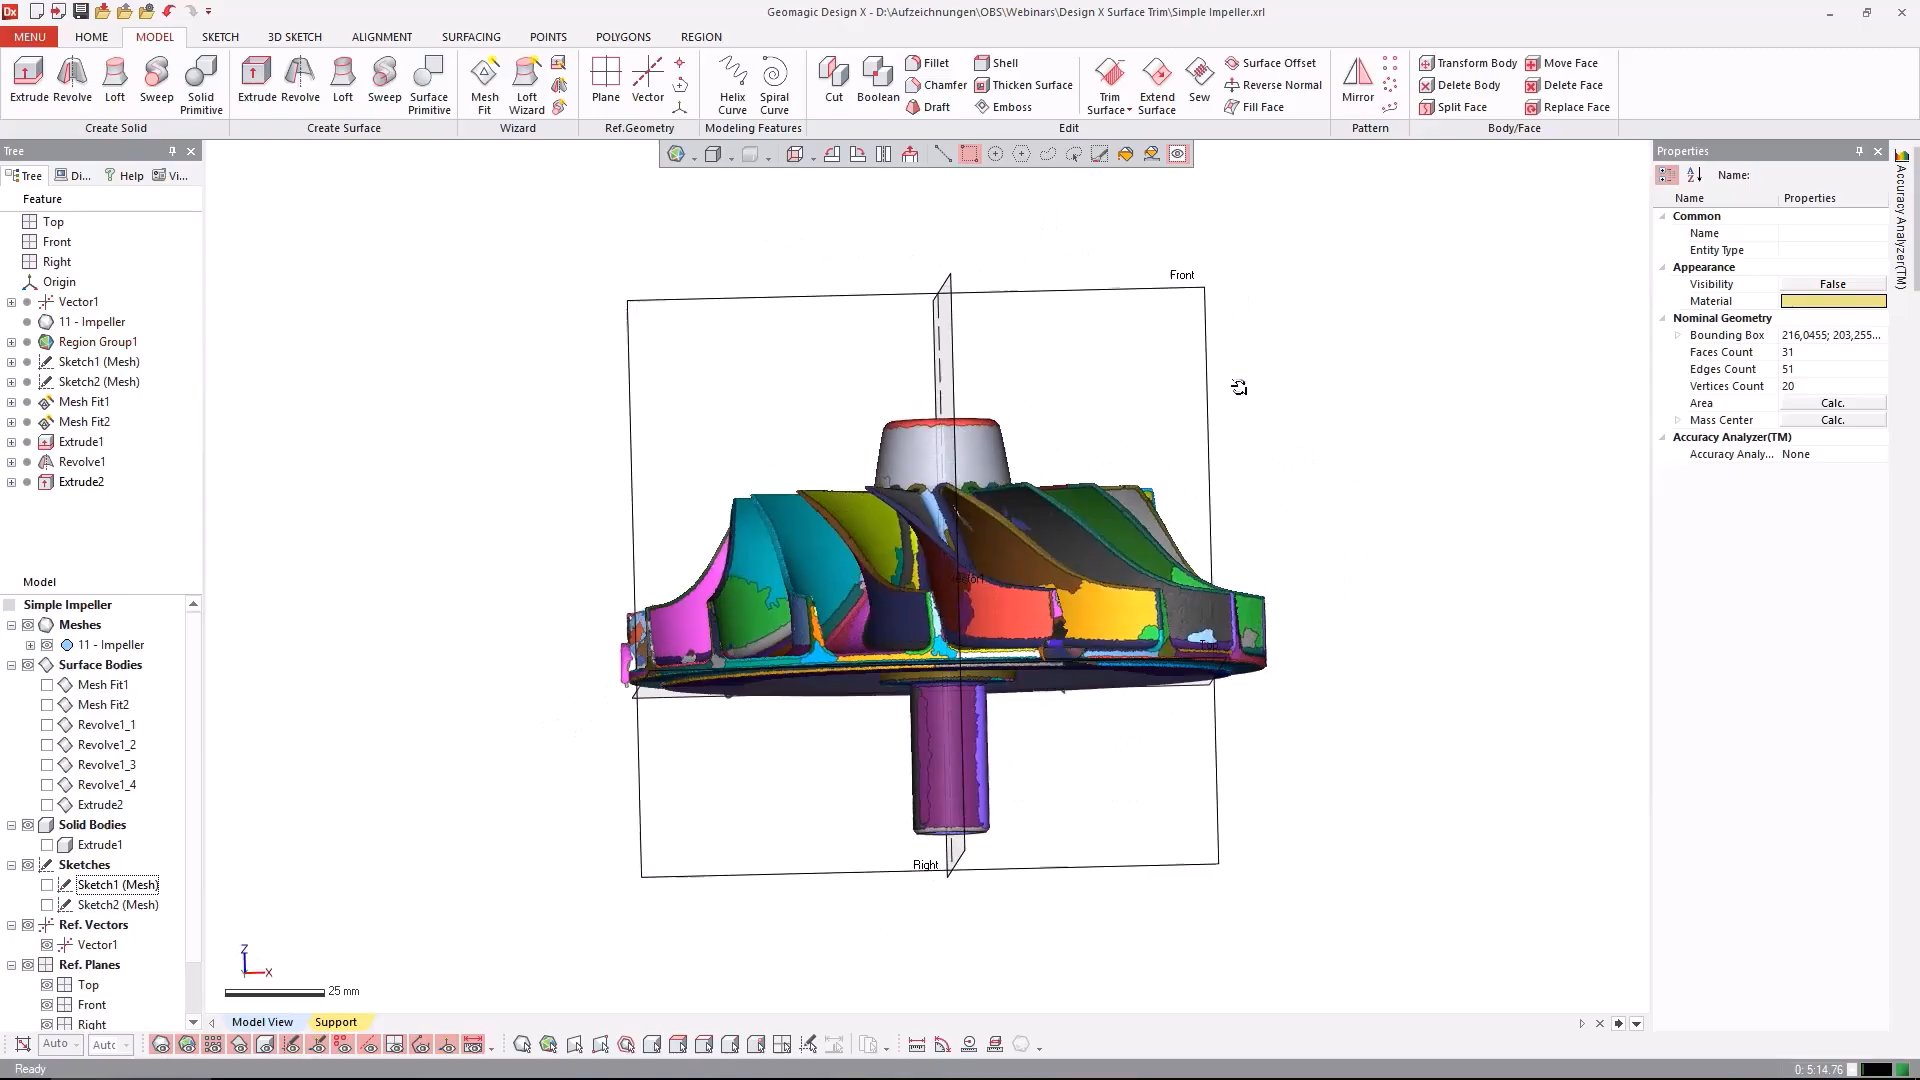 Dx
Geomagic Design X - D:\Aufzeichnungen\OBS\Webinars\Design X Surface Trim\Simple Impeller.xrl
MENU HOME MODEL SKETCH 3D SKETCH ALIGNMENT SURFACING POINTS POLYGONS REGION
Extrude Revolve Loft Sweep Solid Primitive
Create Solid
Extrude Revolve Loft Sweep Surface Primitive
Create Surface
Mesh Fit Loft Wizard
Wizard
Plane Vector
Ref.Geometry
Helix Curve Spiral Curve
Modeling Features
Cut Boolean Fillet Chamfer Draft Shell Thicken Surface Emboss
Trim Surface Extend Surface Sew Surface Offset Reverse Normal Fill Face
Edit
Mirror
Pattern
Transform Body Delete Body Split Face Move Face Delete Face Replace Face
Body/Face
Tree
Tree Di... Help Vi...
Feature
Top
Front
Right
Origin
Vector1
11 - Impeller
Region Group1
Sketch1 (Mesh)
Sketch2 (Mesh)
Mesh Fit1
Mesh Fit2
Extrude1
Revolve1
Extrude2
Model
Simple Impeller
Meshes
11 - Impeller
Surface Bodies
Mesh Fit1
Mesh Fit2
Revolve1_1
Revolve1_2
Revolve1_3
Revolve1_4
Extrude2
Solid Bodies
Extrude1
Sketches
Sketch1 (Mesh)
Sketch2 (Mesh)
Ref. Vectors
Vector1
Ref. Planes
Top
Front
Right
Front
Vector1
Top
Right
Z
X
25 mm
Model View Support
Properties
Name:
Name Properties
Common
Name
Entity Type
Appearance
Visibility False
Material
Nominal Geometry
Bounding Box 216,0455; 203,255...
Faces Count 31
Edges Count 51
Vertices Count 20
Area Calc.
Mass Center Calc.
Accuracy Analyzer(TM)
Accuracy Analy... None
Accuracy Analyzer(TM)
Auto Autc
Ready
0: 5:14.76